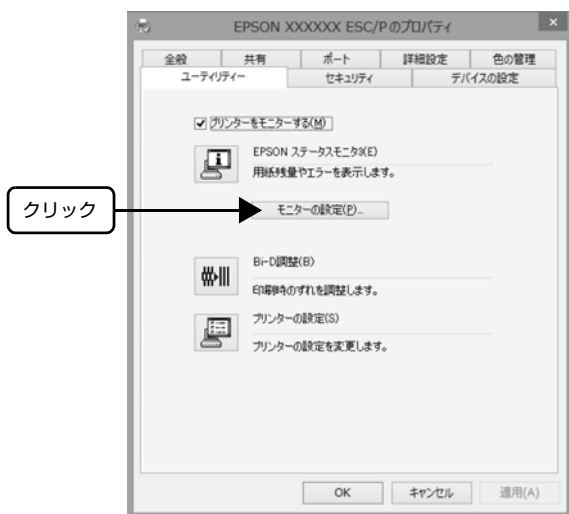 EPSON XXXXXX ESC/Pのプロパティ
全般 共有 ポート 詳細設定 色の管理
ユーティリティー セキュリティ デバイスの設定
プリンターをモニターする(M)
EPSON ステータスモニタ3(E)
用紙残量やエラーを表示します。
クリック
モニターの設定(P)...
Bi-D調整(B)
印刷時のずれを調整します。
プリンターの設定(S)
プリンターの設定を変更します。
OK キャンセル 適用(A)